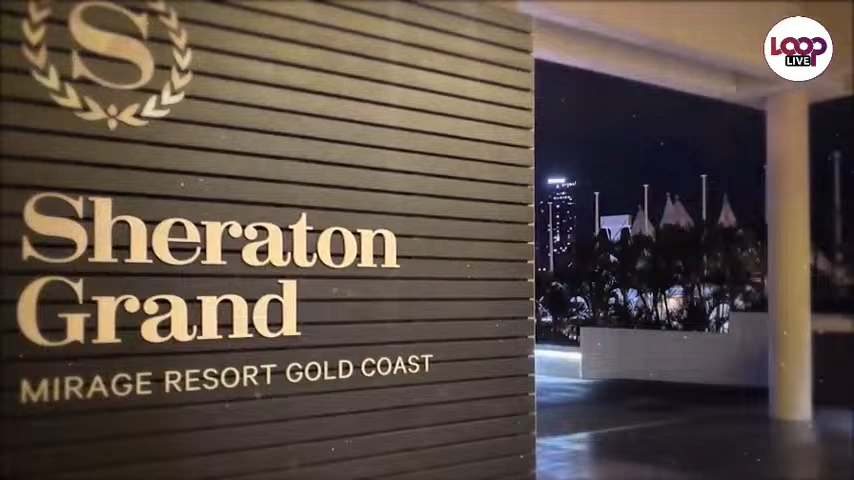 LOOP
LIVE
S
Sheraton
Grand
MIRAGE RESORT GOLD COAST